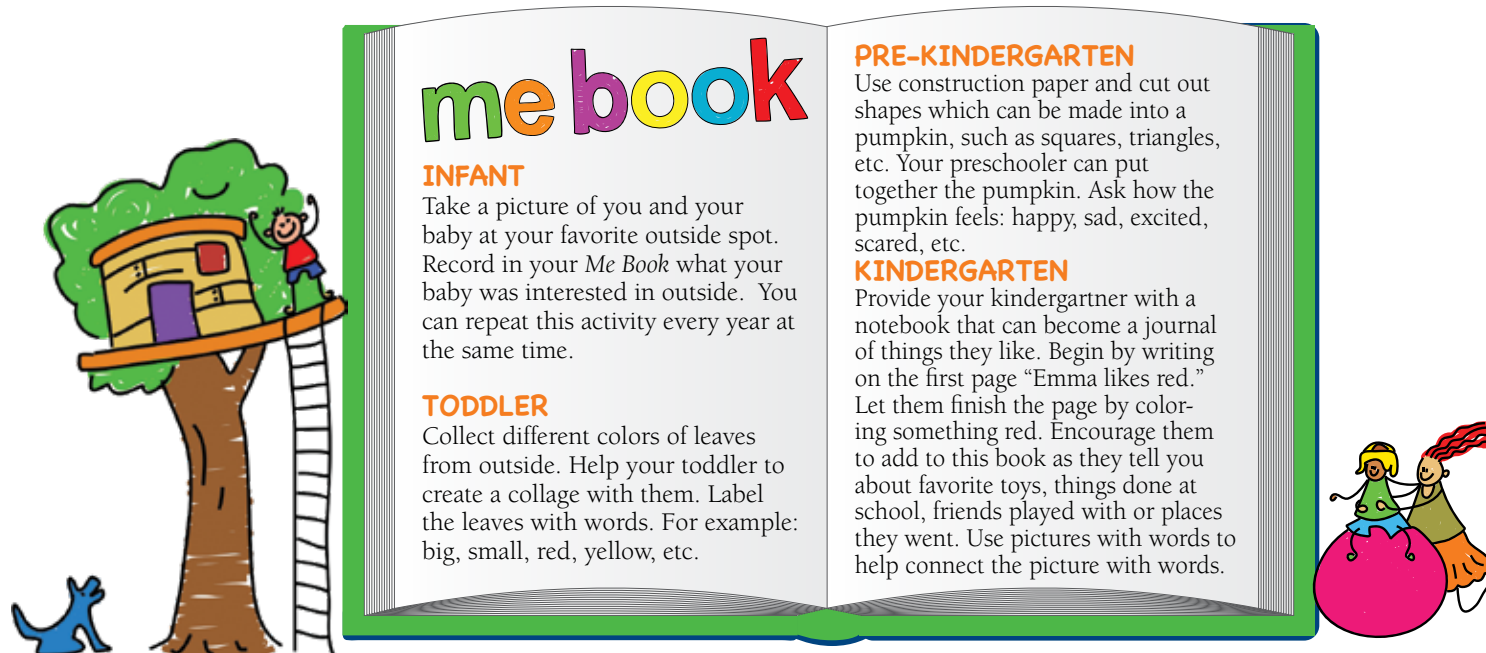 me book
INFANT
Take a picture of you and your
baby at your favorite outside spot.
Record in your Me Book what your
baby was interested in outside.  You
can repeat this activity every year at
the same time.
TODDLER
Collect different colors of leaves
from outside. Help your toddler to
create a collage with them. Label
the leaves with words. For example:
big, small, red, yellow, etc.
PRE-KINDERGARTEN
Use construction paper and cut out
shapes which can be made into a
pumpkin, such as squares, triangles,
etc. Your preschooler can put
together the pumpkin. Ask how the
pumpkin feels: happy, sad, excited,
scared, etc.
KINDERGARTEN
Provide your kindergartner with a
notebook that can become a journal
of things they like. Begin by writing
on the first page “Emma likes red.”
Let them finish the page by color-
ing something red. Encourage them
to add to this book as they tell you
about favorite toys, things done at
school, friends played with or places
they went. Use pictures with words to
help connect the picture with words.